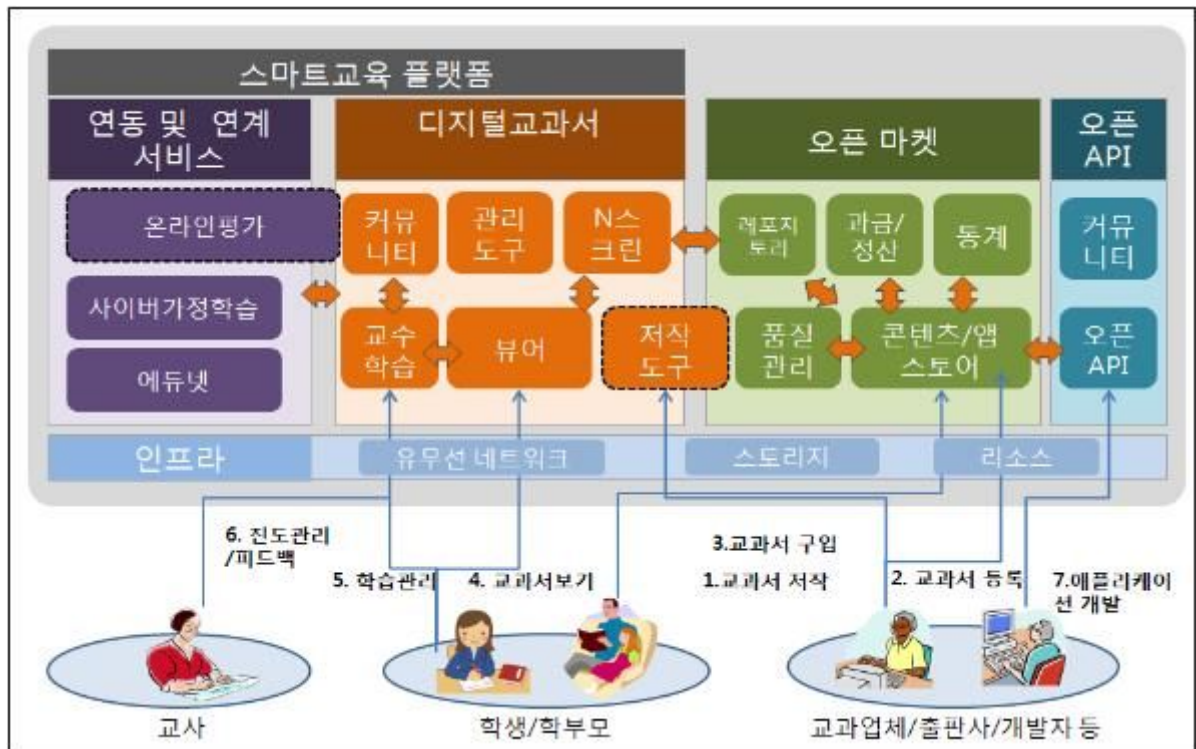 스마트교육 플랫폼
연동 및 연계
서비스
디지털교과서
오픈 마켓
오픈
API
온라인평가
사이버가정학습
에듀넷
커뮤
니티
관리
도구
N스
크린
교수
학습
뷰어
저작
도구
레포지
토리
과금/
정산
통계
품질
관리
콘텐츠/앱
스토어
커뮤
니티
오픈
API
인프라
유무선 네트워크
스토리지
리소스
6. 진도관리
/피드백
5. 학습관리
4. 교과서보기
3.교과서 구입
1.교과서 저작
2. 교과서 등록
7.애플리케이
션 개발
교사
학생/학부모
교과업체/출판사/개발자 등